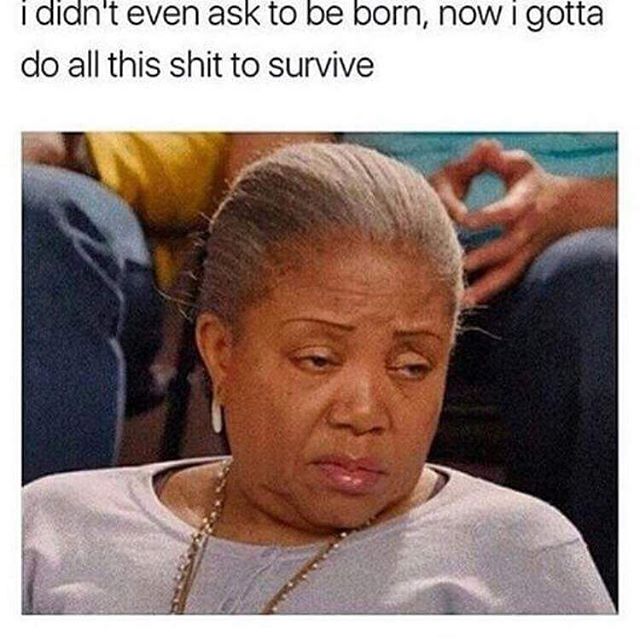 i didn't even ask to be born, now i gotta
do all this shit to survive